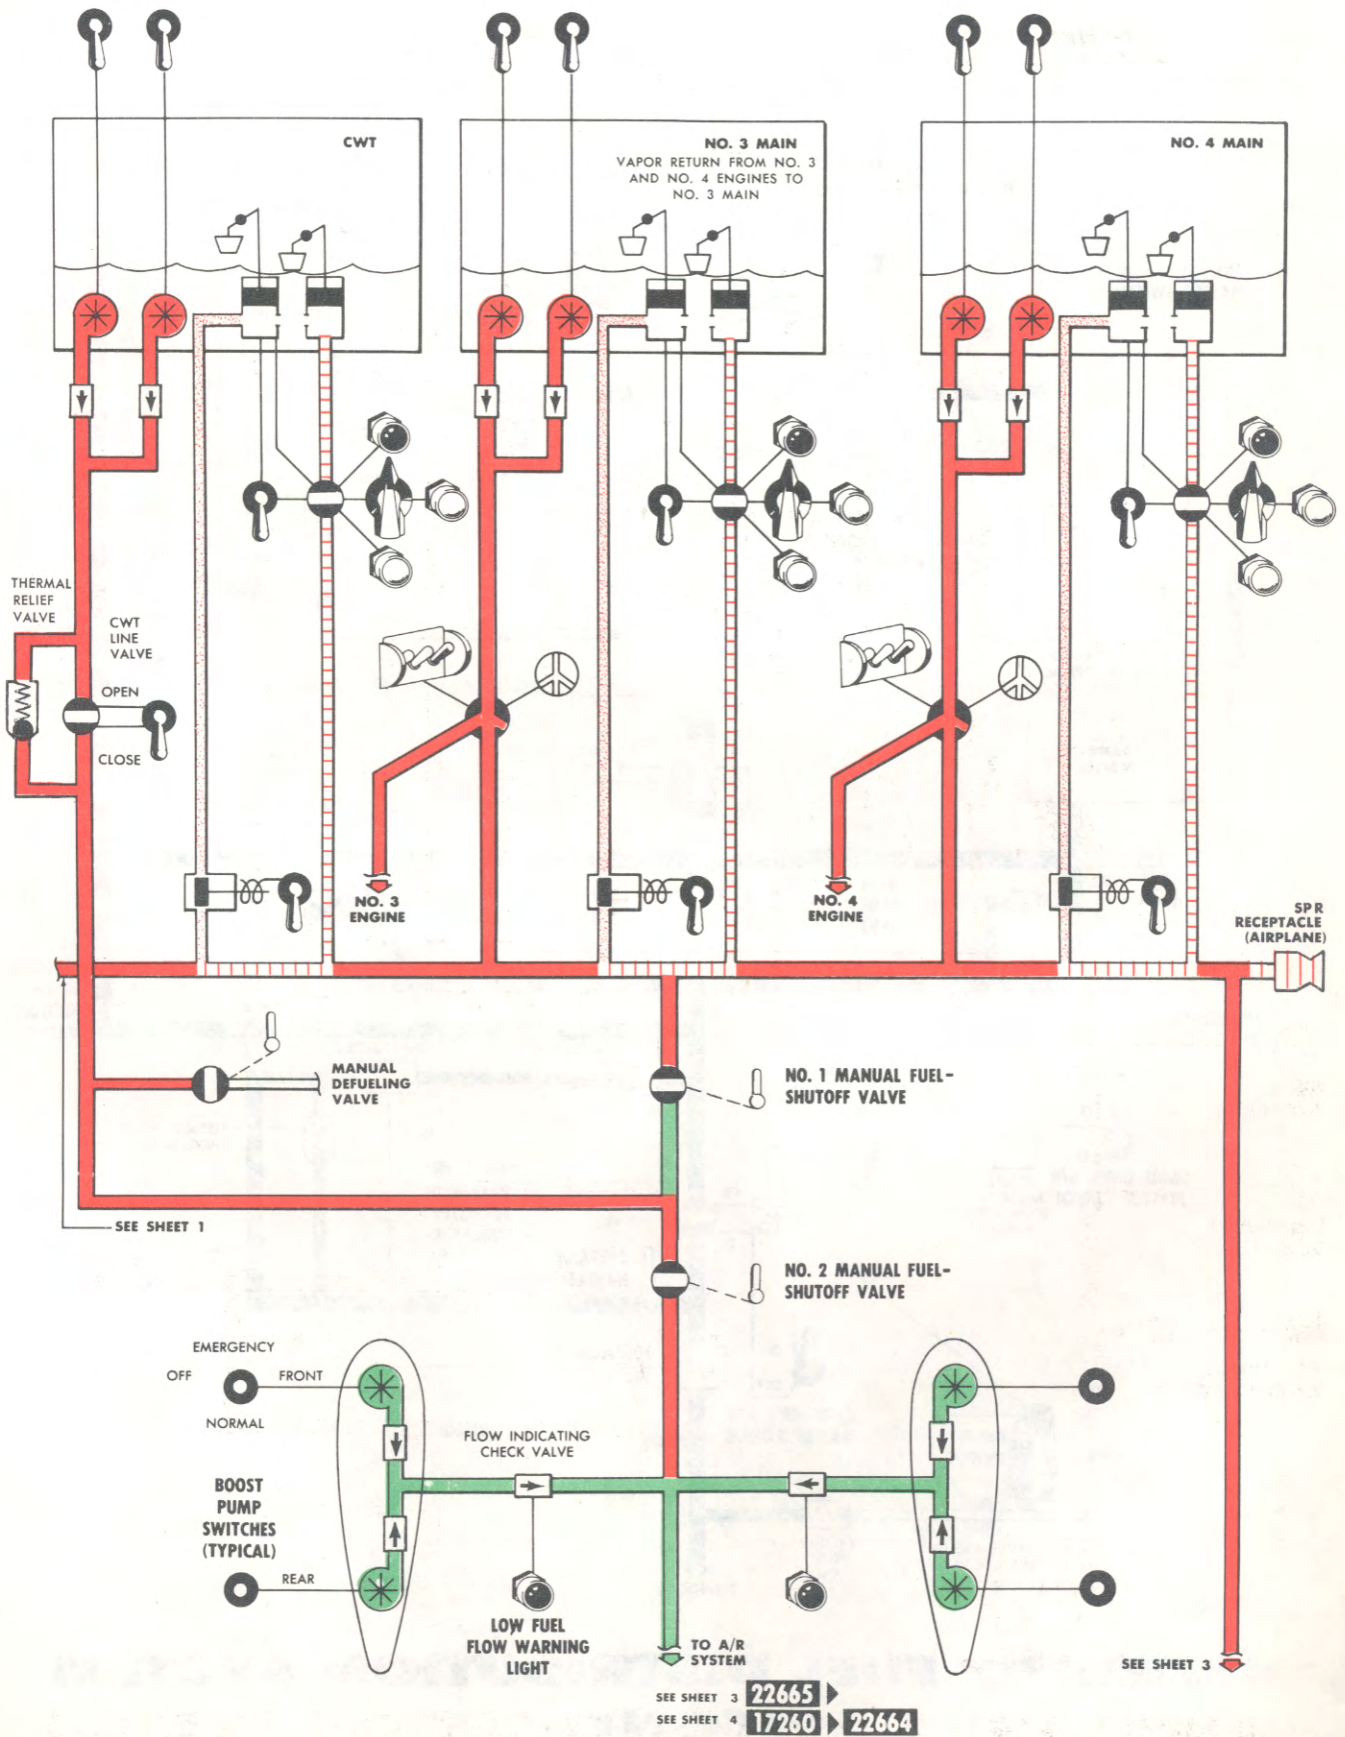 CWT
NO. 3 MAIN
VAPOR RETURN FROM NO. 3
AND NO. 4 ENGINES TO
NO. 3 MAIN
NO. 4 MAIN
THERMAL
RELIEF
VALVE
CWT
LINE
VALVE
OPEN
CLOSE
NO. 3
ENGINE
NO. 4
ENGINE
SPR
RECEPTACLE
(AIRPLANE)
MANUAL
DEFUELING
VALVE
NO. 1 MANUAL FUEL-
SHUTOFF VALVE
SEE SHEET 1
NO. 2 MANUAL FUEL-
SHUTOFF VALVE
EMERGENCY
OFF
FRONT
NORMAL
FLOW INDICATING
CHECK VALVE
BOOST
PUMP
SWITCHES
(TYPICAL)
REAR
LOW FUEL
FLOW WARNING
LIGHT
TO A/R
SYSTEM
SEE SHEET 3
SEE SHEET 3 22665
SEE SHEET 4 17260 22664